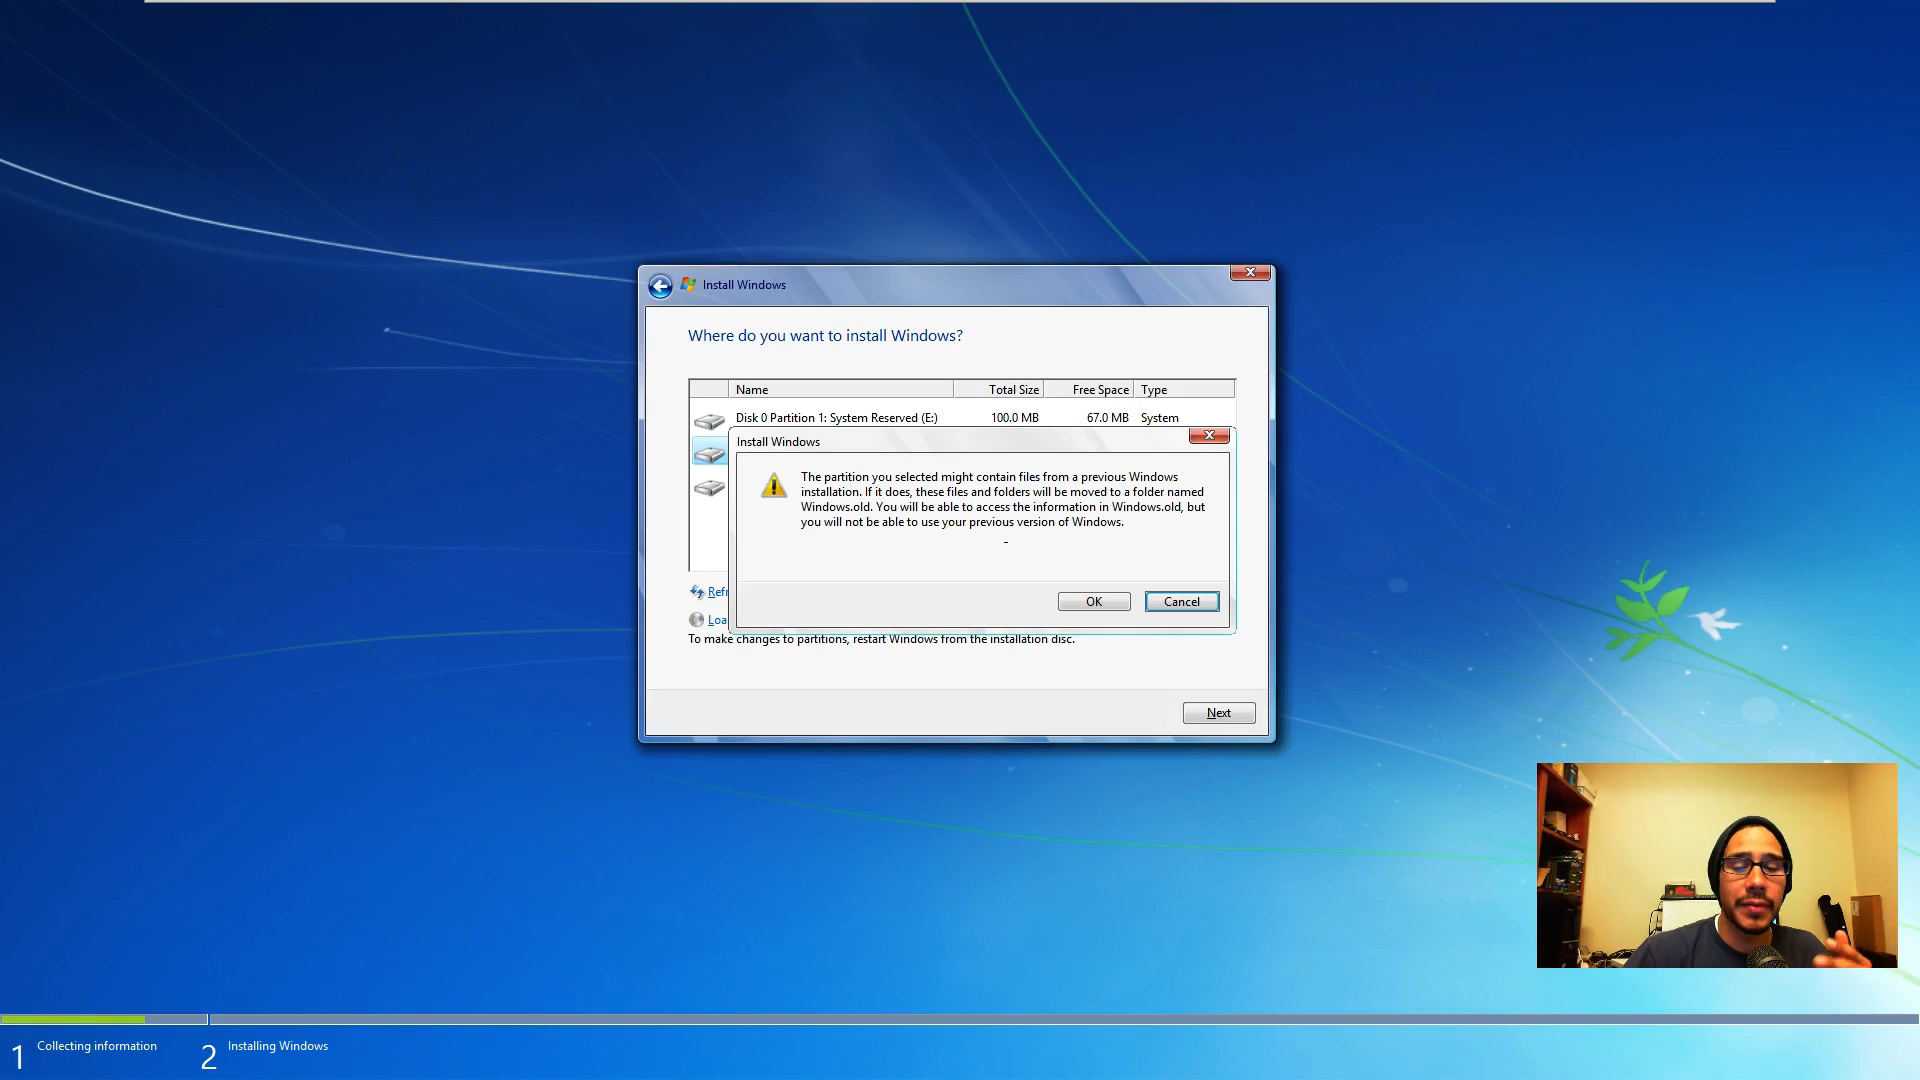 Install Windows
Where do you want to install Windows?
Name Total Size Free Space Type
Disk 0 Partition 1: System Reserved (E:) 100.0 MB 67.0 MB System
Install Windows
The partition you selected might contain files from a previous Windows
installation. If it does, these files and folders will be moved to a folder named
Windows.old. You will be able to access the information in Windows.old, but
you will not be able to use your previous version of Windows.
OK Cancel
Refr
Loa
To make changes to partitions, restart Windows from the installation disc.
Next
1 Collecting information 2 Installing Windows